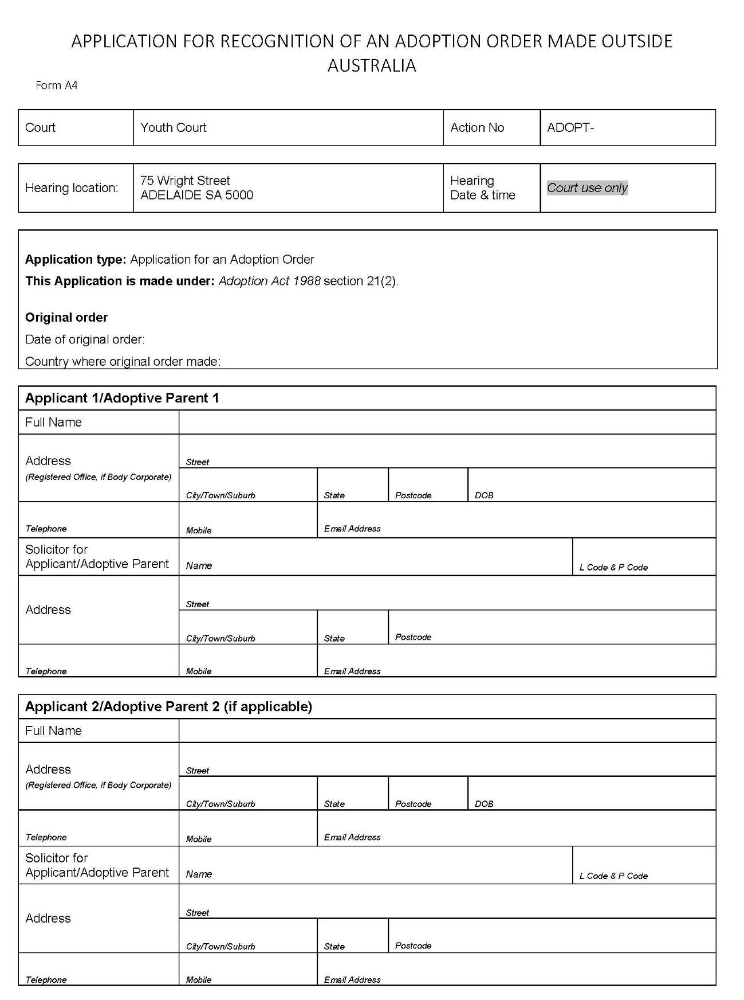 APPLICATION FOR RECOGNITION OF AN ADOPTION ORDER MADE OUTSIDE
AUSTRALIA
Form A4
Court Youth Court Action No ADOPT-
Hearing location: 75 Wright Street
ADELAIDE SA 5000
Hearing
Date & time
Court use only
Application type: Application for an Adoption Order
This Application is made under: Adoption Act 1988 section 21(2).
Original order
Date of original order:
Country where original order made:
Applicant 1/Adoptive Parent 1
Full Name
Address
(Registered Office, if Body Corporate)
Street
City/Town/Suburb State Postcode DOB
Telephone Mobile Email Address
Solicitor for
Applicant/Adoptive Parent
Name L Code & P Code
Address
Street
City/Town/Suburb State Postcode
Telephone Mobile Email Address
Applicant 2/Adoptive Parent 2 (if applicable)
Full Name
Address
(Registered Office, if Body Corporate)
Street
City/Town/Suburb State Postcode DOB
Telephone Mobile Email Address
Solicitor for
Applicant/Adoptive Parent
Name L Code & P Code
Address
Street
City/Town/Suburb State Postcode
Telephone Mobile Email Address